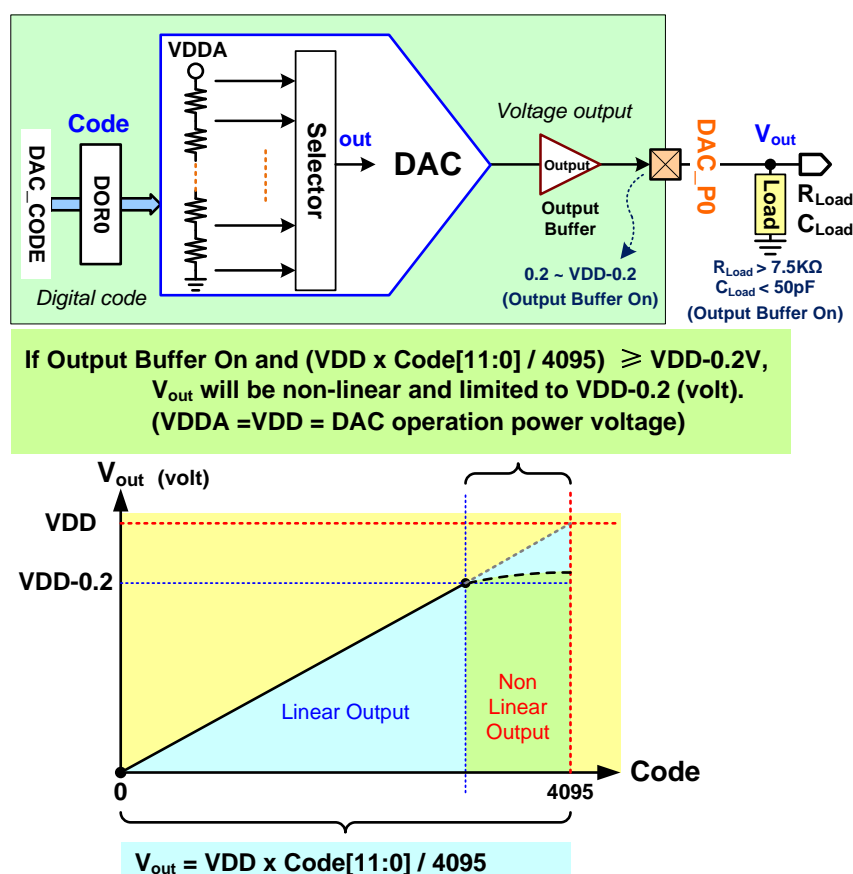 VDDA
Code
DAC_CODE
DOR0
Selector
out
DAC
Digital code
Voltage output
Output
Output
Buffer
0.2 ~ VDD-0.2
(Output Buffer On)
DAC_P0
Vout
Load
RLoad
CLoad
RLoad > 7.5KΩ
CLoad < 50pF
(Output Buffer On)
If Output Buffer On and (VDD x Code[11:0] / 4095) ≥ VDD-0.2V,
Vout will be non-linear and limited to VDD-0.2 (volt).
(VDDA =VDD = DAC operation power voltage)
Vout (volt)
VDD
VDD-0.2
Linear Output
Non
Linear
Output
0
4095
Code
Vout = VDD x Code[11:0] / 4095